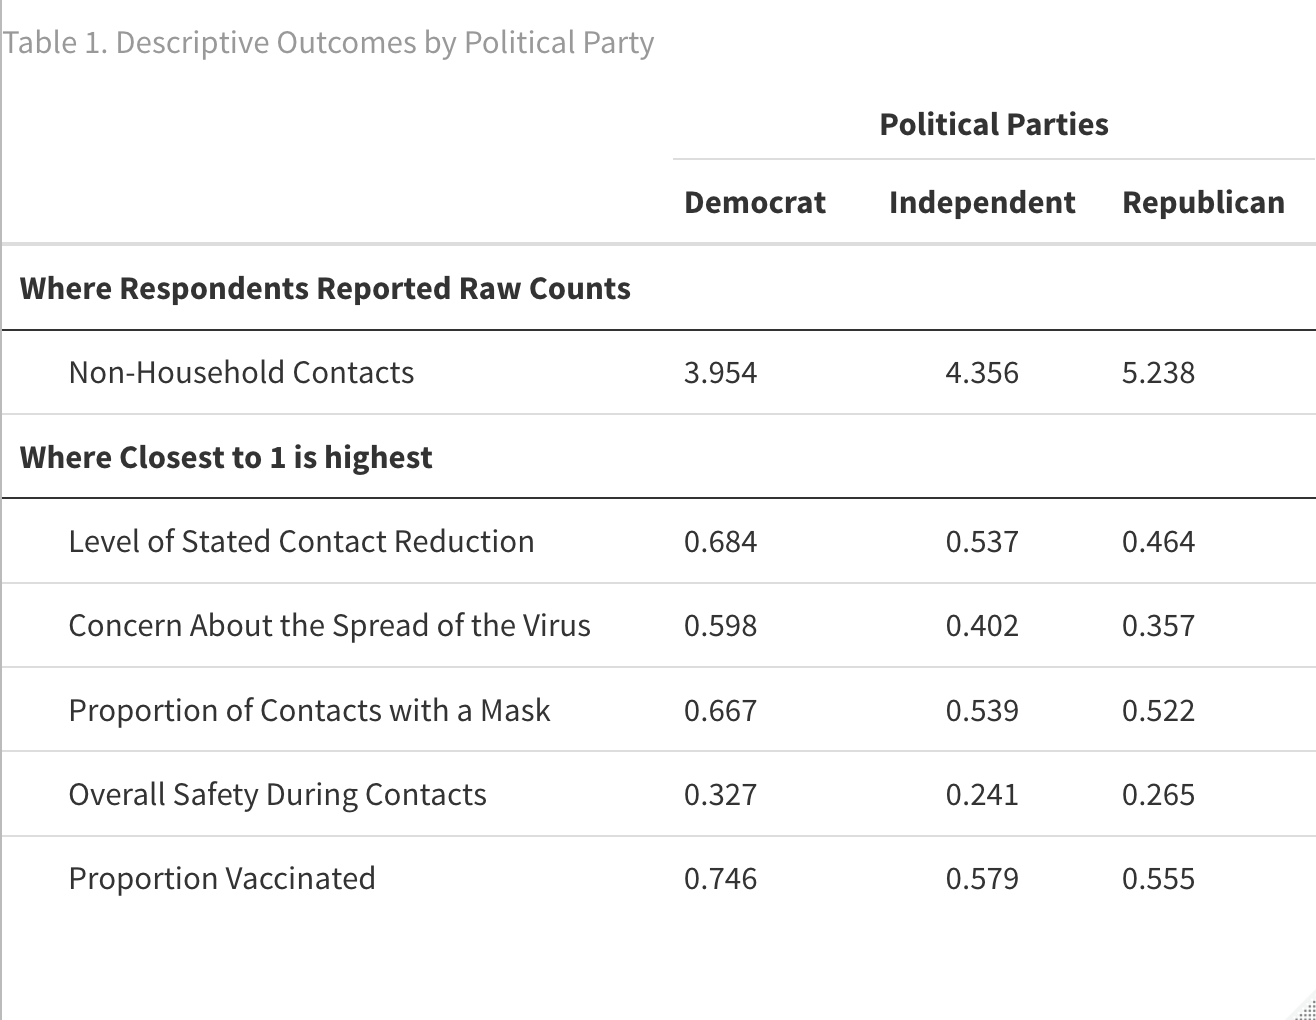 Table 1. Descriptive Outcomes by Political Party
Political Parties
Democrat Independent Republican
Where Respondents Reported Raw Counts
Non-Household Contacts 3.954 4.356 5.238
Where Closest to 1 is highest
Level of Stated Contact Reduction 0.684 0.537 0.464
Concern About the Spread of the Virus 0.598 0.402 0.357
Proportion of Contacts with a Mask 0.667 0.539 0.522
Overall Safety During Contacts 0.327 0.241 0.265
Proportion Vaccinated 0.746 0.579 0.555